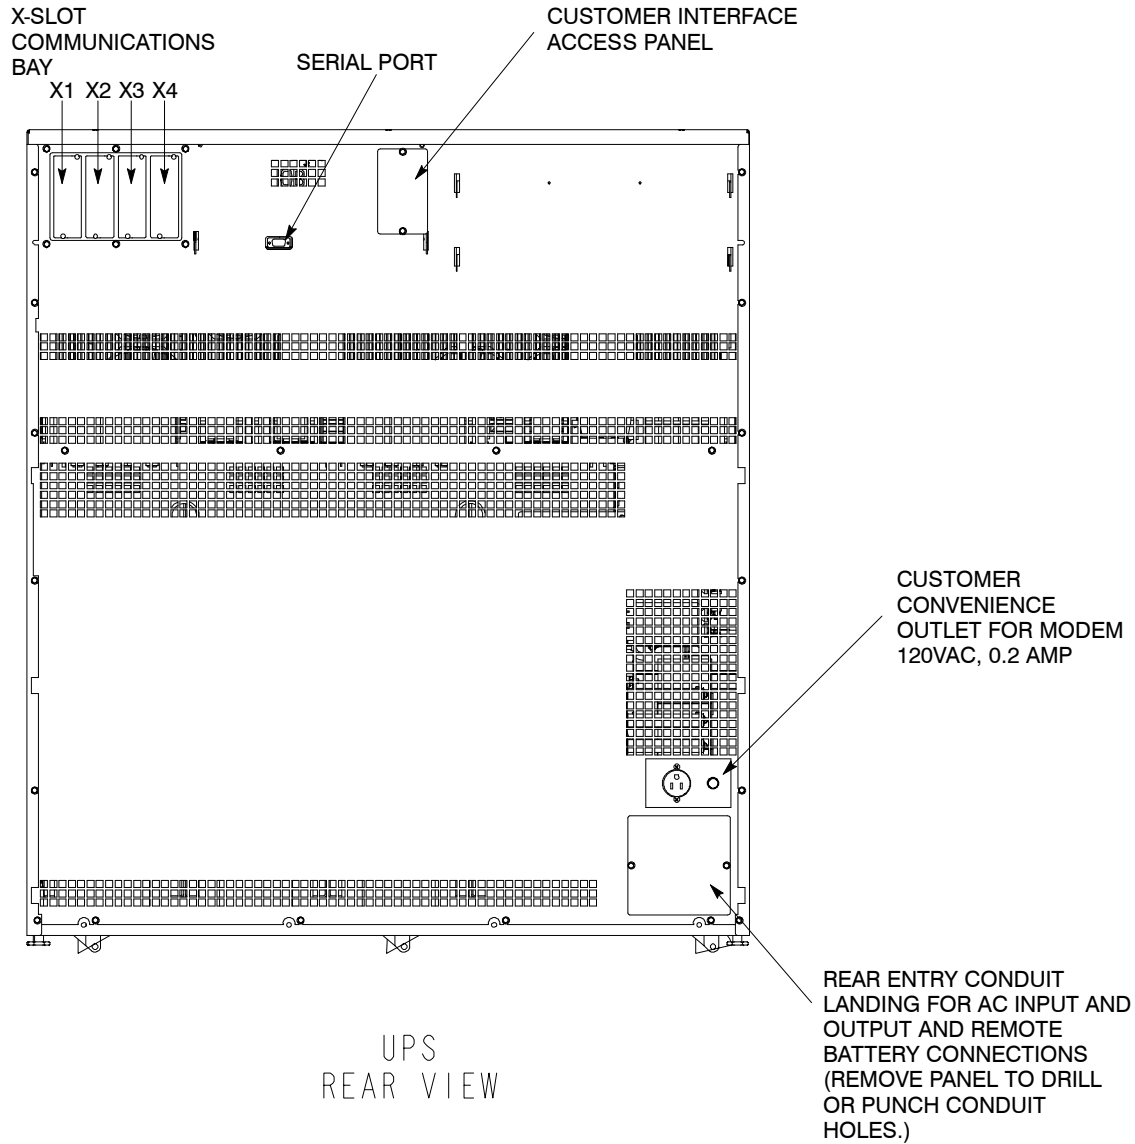 X-SLOT
COMMUNICATIONS
BAY
X1 X2 X3 X4
SERIAL PORT
CUSTOMER INTERFACE
ACCESS PANEL
CUSTOMER
CONVENIENCE
OUTLET FOR MODEM
120VAC, 0.2 AMP
REAR ENTRY CONDUIT
LANDING FOR AC INPUT AND
OUTPUT AND REMOTE
BATTERY CONNECTIONS
(REMOVE PANEL TO DRILL
OR PUNCH CONDUIT
HOLES.)
UPS
REAR VIEW